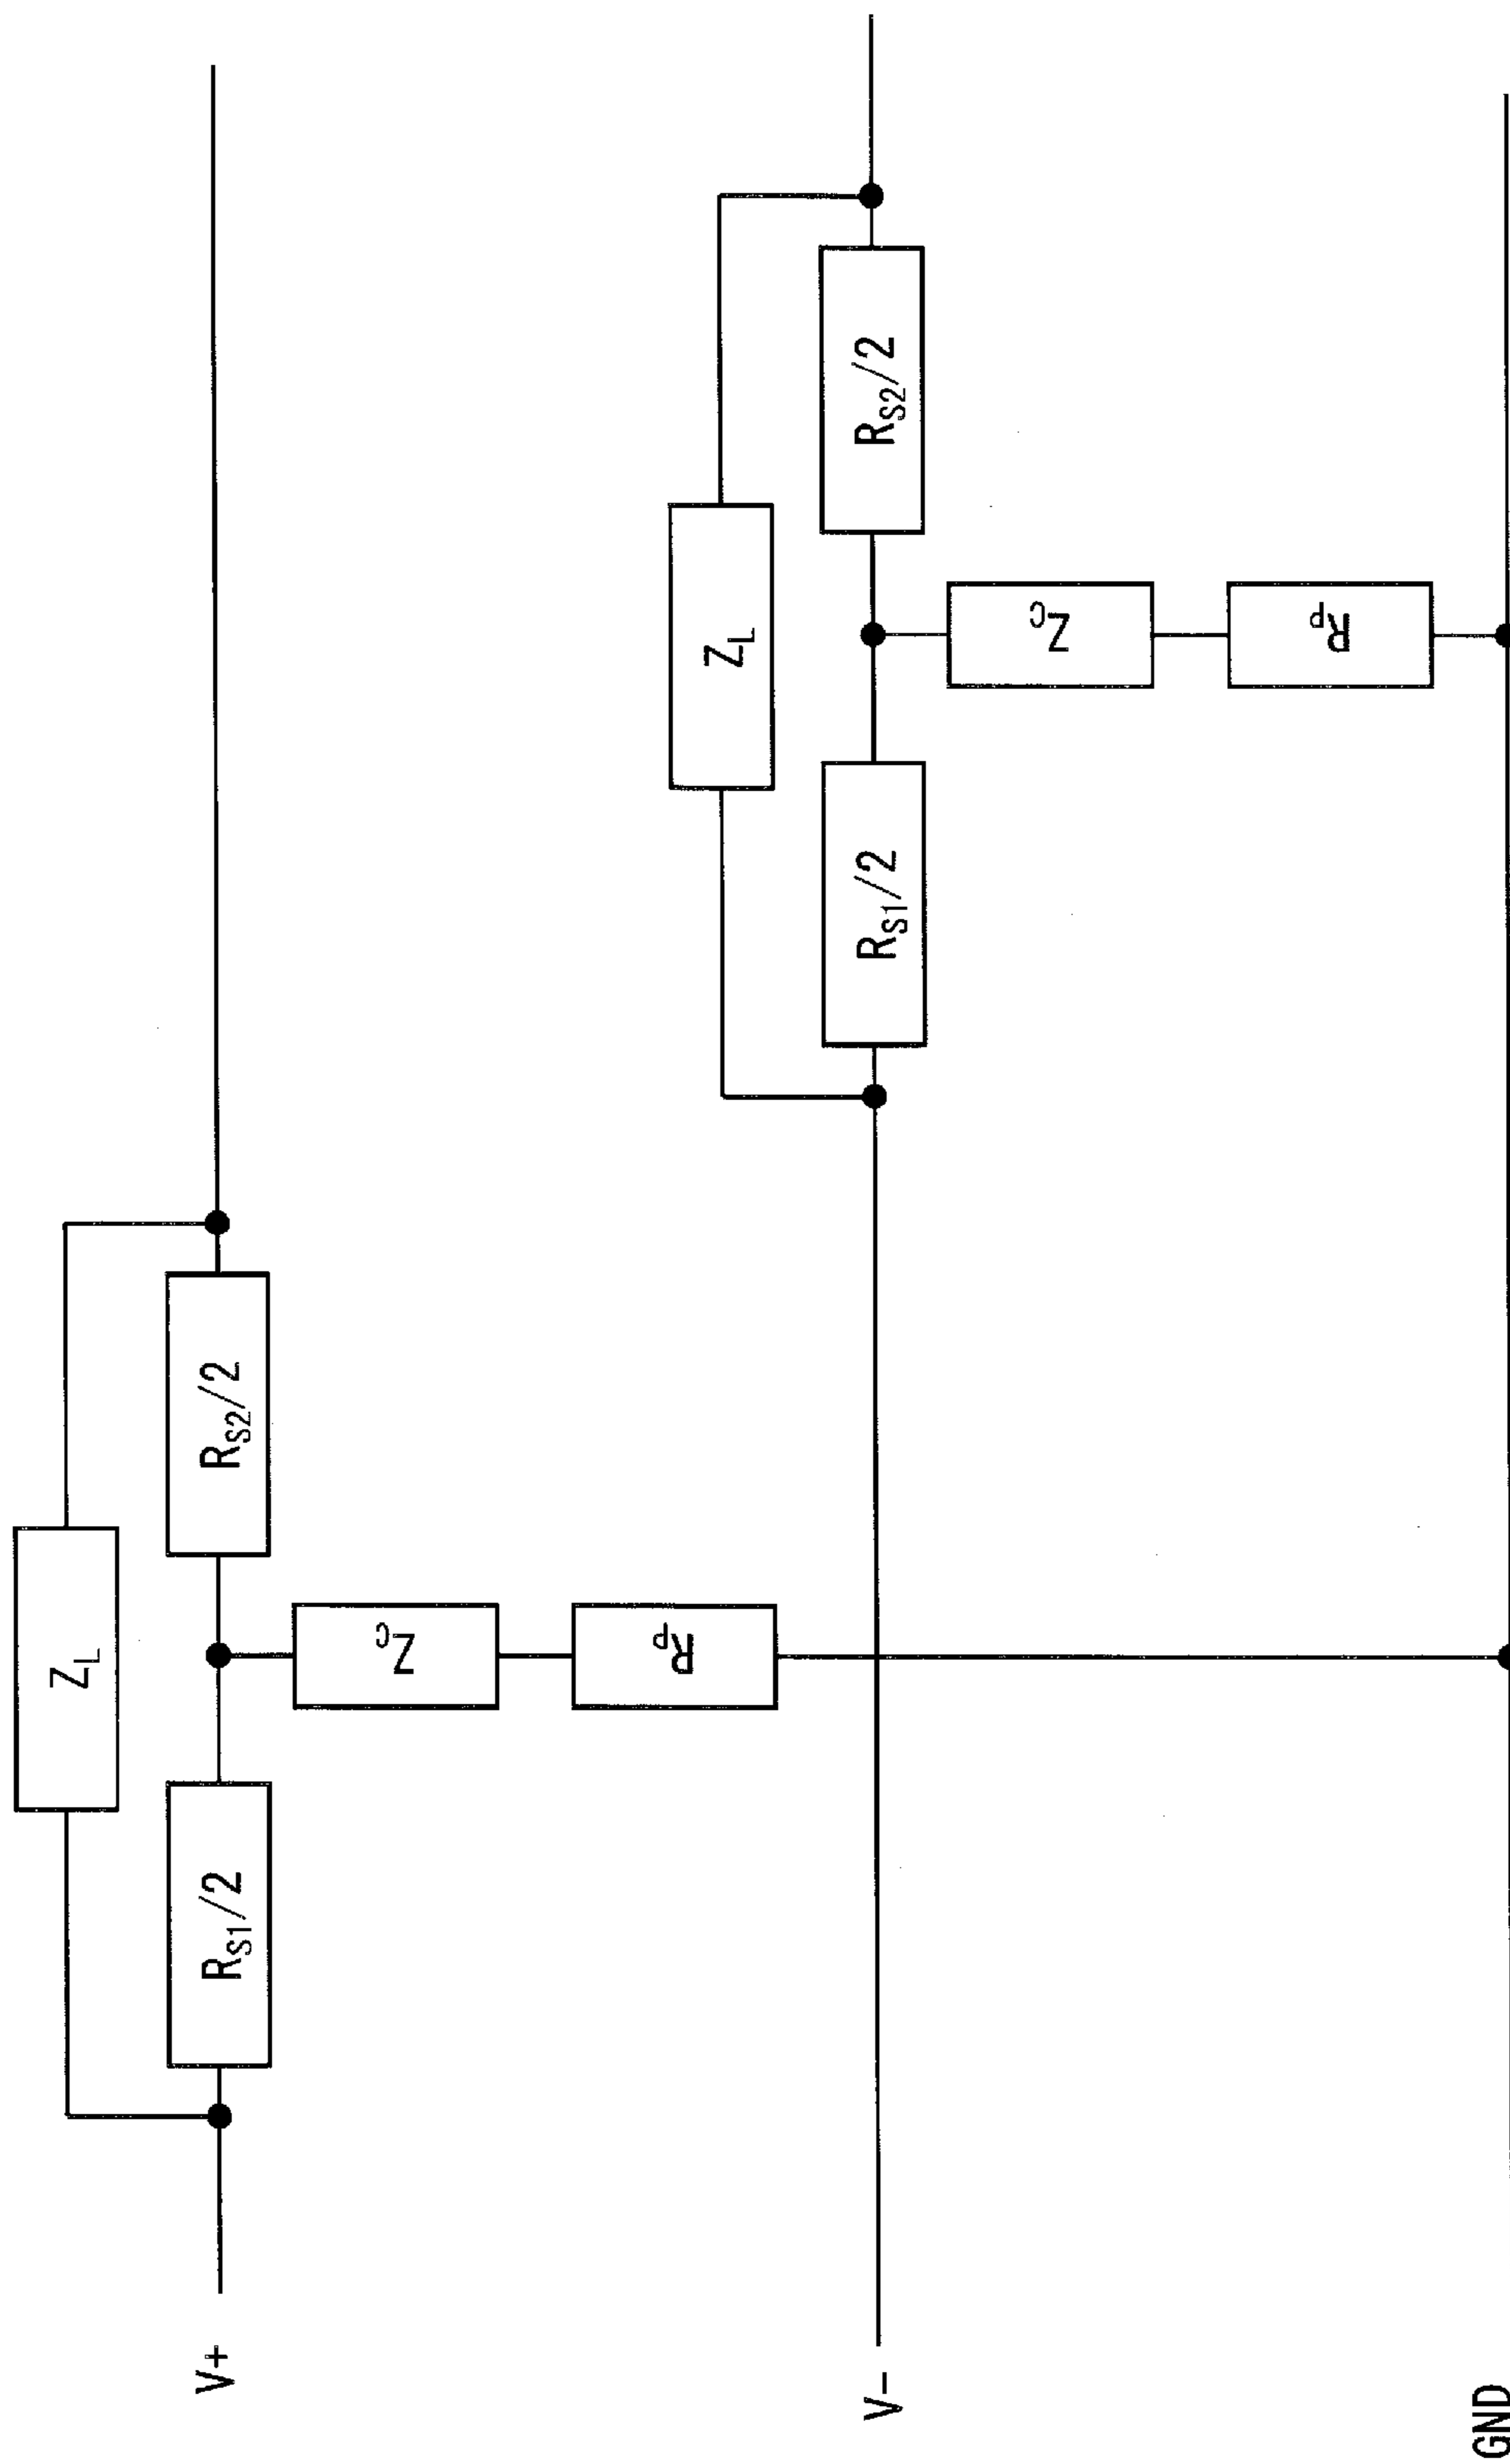 Z_L
R_S1/2
R_S2/2
Z_C
R_P
V+
Z_L
R_S1/2
R_S2/2
Z_C
R_P
V-
GND